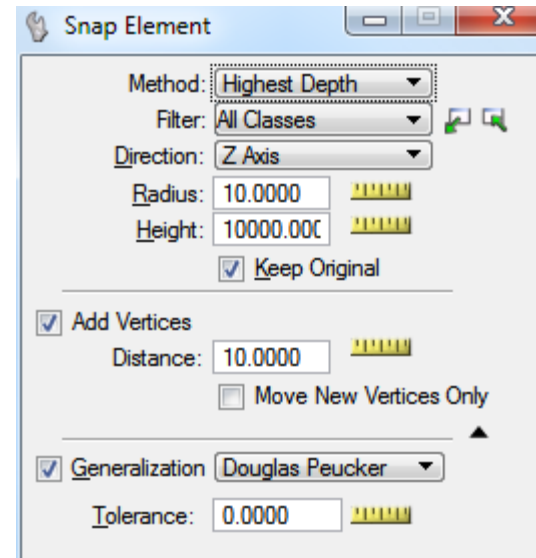 Snap Element
Method: Highest Depth
Filter: All Classes
Direction: Z Axis
Radius: 10.0000
Height: 10000.000
Keep Original
Add Vertices
Distance: 10.0000
Move New Vertices Only
Generalization Douglas Peucker
Tolerance: 0.0000